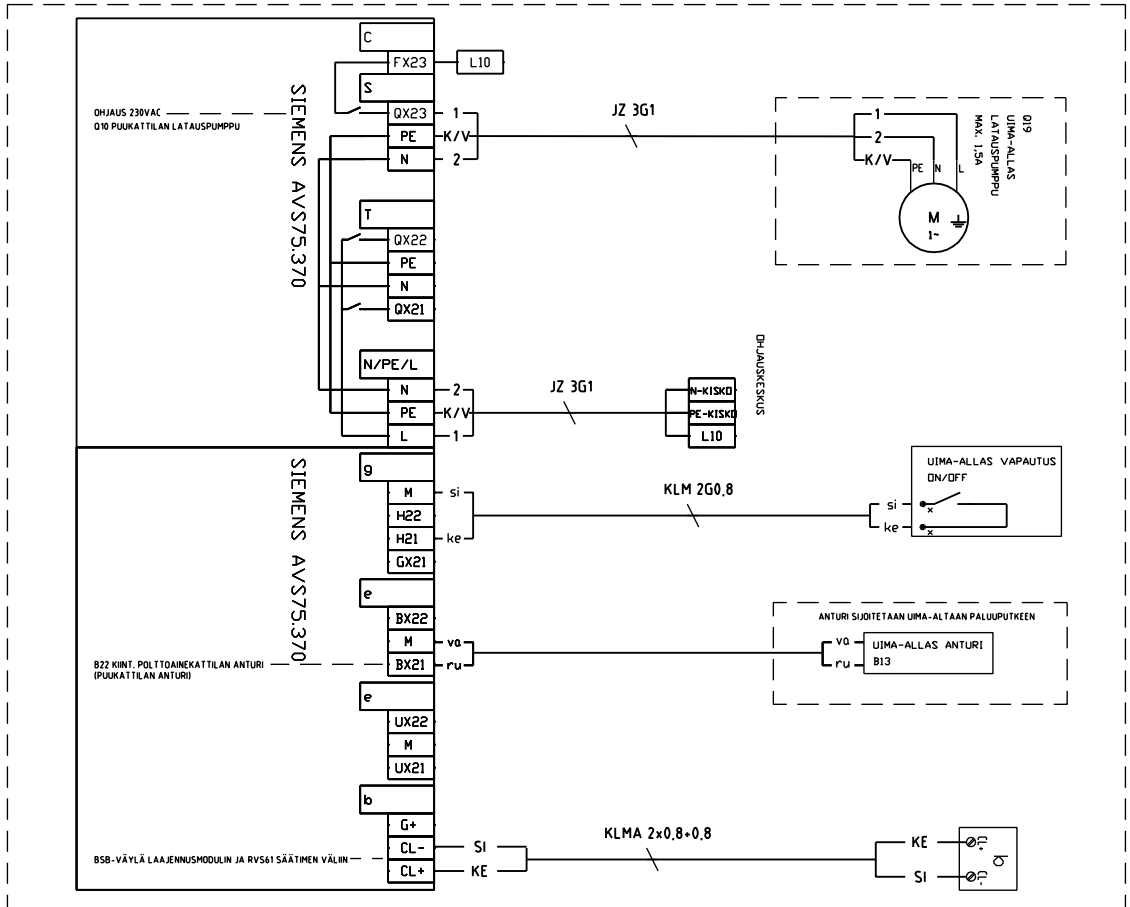 C
FX23
L10
S
QX23
1
PE
K/V
N
2
OHJAUS 230VAC
Q10 PUUKATTILAN LATAUSPUMPPU
SIEMENS AVS75.370
JZ 3G1
1
2
K/V
PE
N
L
M
1~
Q19
UIMA-ALLAS
LATAUSPUMPPU
MAX. 1,5A
T
QX22
PE
N
QX21
N/PE/L
N
2
PE
K/V
L
1
JZ 3G1
N-KISKO
PE-KISKO
L10
OHJAUSKESKUS
SIEMENS AVS75.370
g
M
si
H22
H21
ke
GX21
KLM 2G0,8
si
ke
UIMA-ALLAS VAPAUTUS
ON/OFF
x
x
e
BX22
M
va
BX21
ru
B22 KIINT. POLTTOAINEKATTILAN ANTURI
(PUUKATTILAN ANTURI)
ANTURI SIJOITETAAN UIMA-ALTAAN PALUUPUTKEEN
va
ru
UIMA-ALLAS ANTURI
B13
e
UX22
M
UX21
b
G+
CL-
SI
CL+
KE
BSB-VÄYLÄ LAAJENNUSMODULIN JA RVS61 SÄÄTIMEN VÄLIIN
KLMA 2x0,8+0,8
KE
SI
CL+
CL-
b